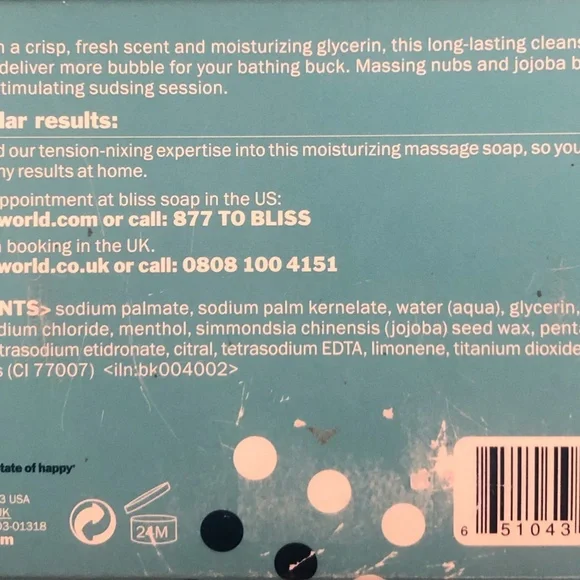 a crisp, fresh scent and moisturizing glycerin, this long-lasting cleans
deliver more bubble for your bathing buck. Massing nubs and jojoba b
timulating sudsing session.
lar results:
d our tension-nixing expertise into this moisturizing massage soap, so you
ny results at home.
ppointment at bliss soap in the US:
world.com or call: 877 TO BLISS
n booking in the UK.
world.co.uk or call: 0808 100 4151
NTS> sodium palmate, sodium palm kernelate, water (aqua), glycerin,
dium chloride, menthol, simmondsia chinensis (jojoba) seed wax, pent
trasodium etidronate, citral, tetrasodium EDTA, limonene, titanium dioxide
s (CI 77007) <iln:bk004002>
tate of happy
3 USA
UK
03-01318
m
24M
6 51043